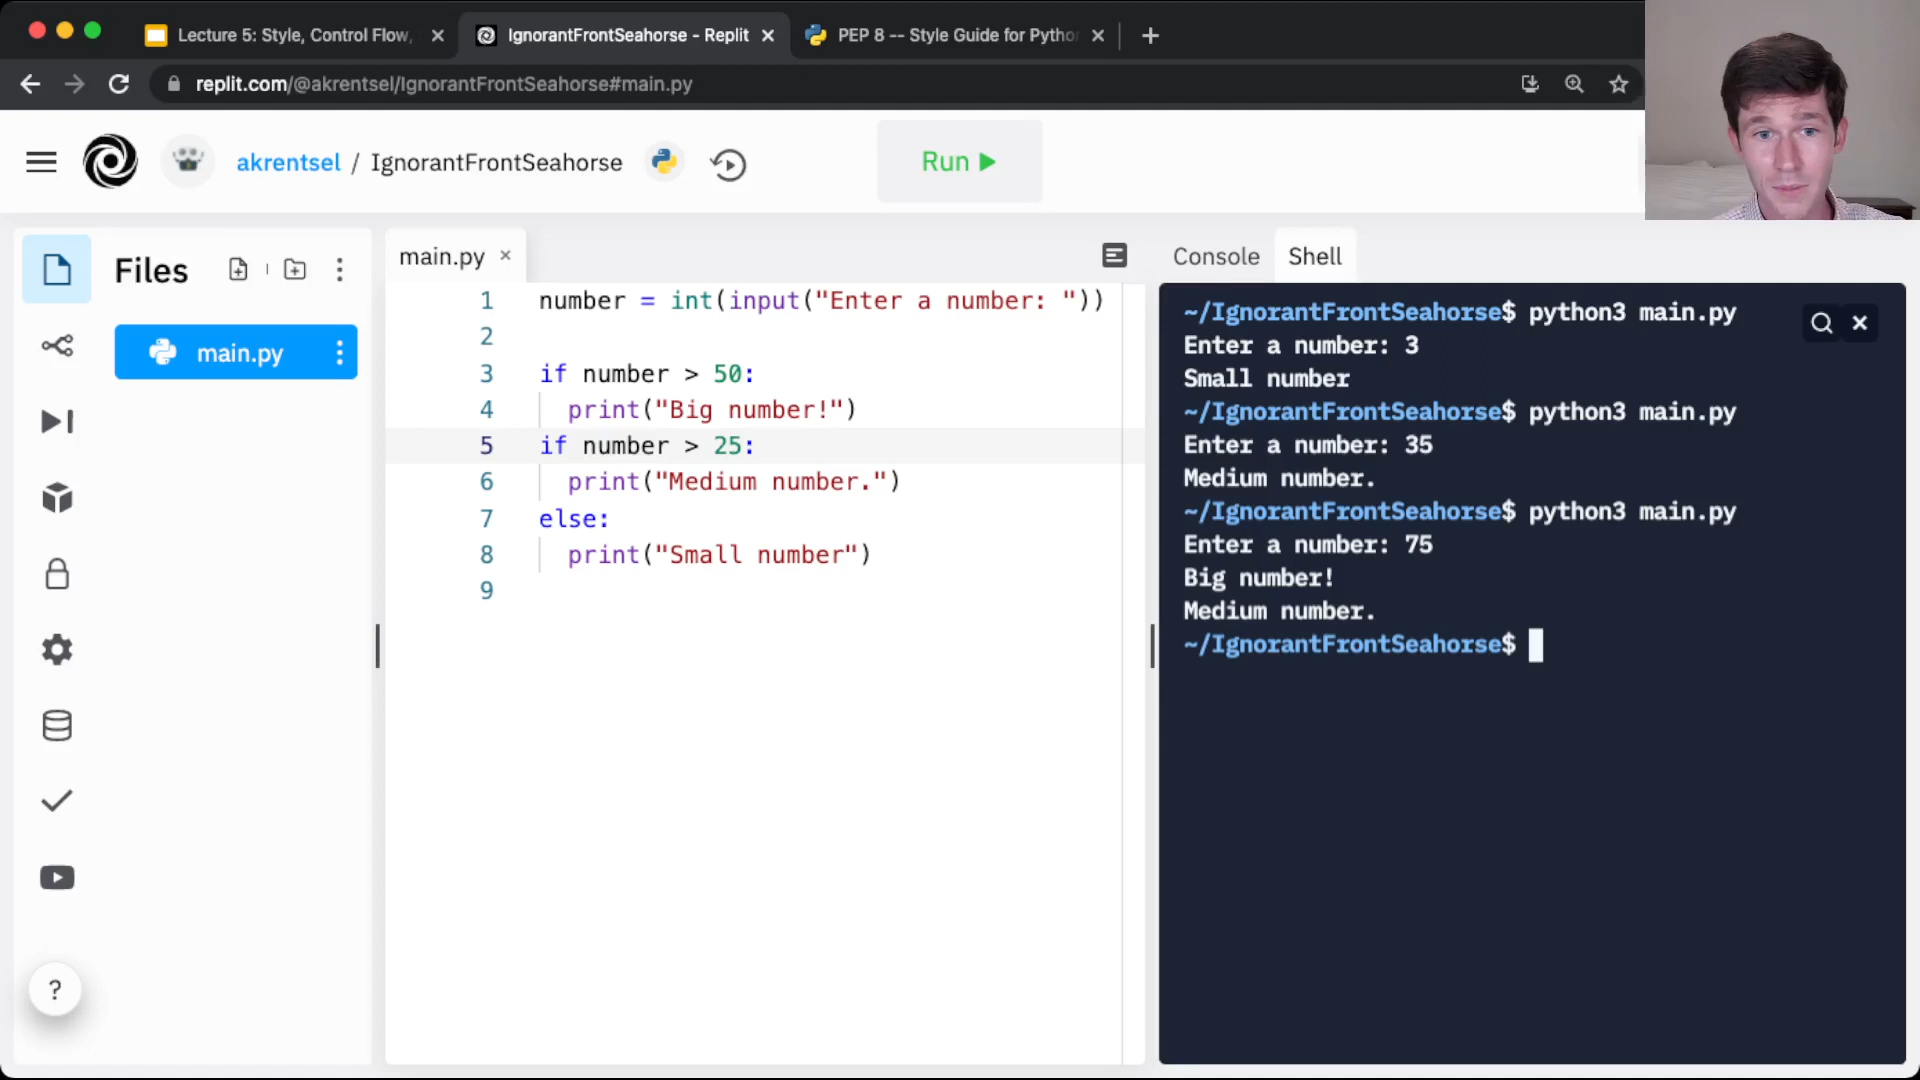 Lecture 5: Style, Control Flow,
IgnorantFrontSeahorse - Replit
PEP 8 -- Style Guide for Pytho
replit.com/@akrentsel/IgnorantFrontSeahorse#main.py
akrentsel / IgnorantFrontSeahorse
Run
Files
main.py
main.py
1 number = int(input("Enter a number: "))
2
3 if number > 50:
4 print("Big number!")
5 if number > 25:
6 print("Medium number.")
7 else:
8 print("Small number")
9
Console
Shell
~/IgnorantFrontSeahorse$ python3 main.py
Enter a number: 3
Small number
~/IgnorantFrontSeahorse$ python3 main.py
Enter a number: 35
Medium number.
~/IgnorantFrontSeahorse$ python3 main.py
Enter a number: 75
Big number!
Medium number.
~/IgnorantFrontSeahorse$
?